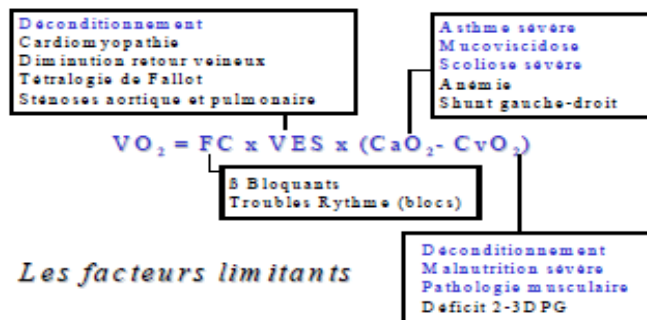 Déconditionnement
Cardiomyopathie
Diminution retour veineux
Tétralogie de Fallot
Sténoses aortique et pulmonaire
Asthme sévère
Mucoviscidose
Scoliose sévère
Anémie
Shunt gauche-droit
VO₂ = FC x VES x (CaO₂- CvO₂)
ß Bloquants
Troubles Rythme (blocs)
Les facteurs limitants
Déconditionnement
Malnutrition sévère
Pathologie musculaire
Déficit 2-3DPG